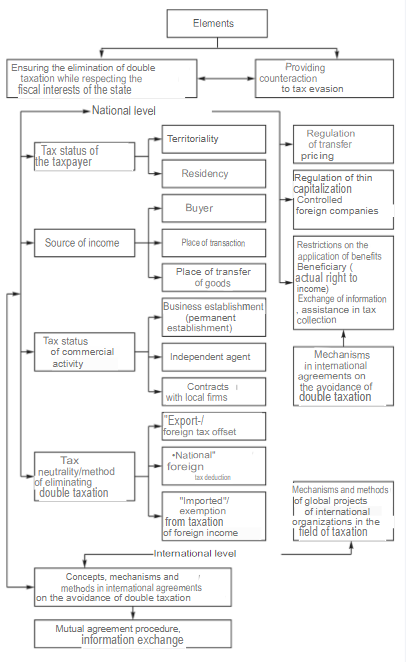 Elements
Ensuring the elimination of double
taxation while respecting the
fiscal interests of the state
Providing
counteraction
to tax evasion
National level
Tax status of
the taxpayer
Territoriality
Residency
Source of income
Buyer
Place of transaction
Place of transfer
of goods
Tax status
of commercial
activity
Business establishment
(permanent
establishment)
Independent agent
Contracts
with local firms
Tax
neutrality/method
of eliminating
double taxation
"Export-/
foreign tax offset
•National"
foreign
tax deduction
"Imported"/
exemption
from taxation
of foreign income
Regulation
of transfer
pricing
Regulation of thin
capitalization
Controlled
foreign companies
Restrictions on the
application of benefits
Beneficiary (
actual right to
income)
Exchange of information
, assistance in tax
collection
Mechanisms
in international
agreements on
the avoidance of
double taxation
Mechanisms and methods
of global projects
of international
organizations in the
field of taxation
International level
Concepts, mechanisms and
methods in international agreements
on the avoidance of double taxation
Mutual agreement procedure,
information exchange